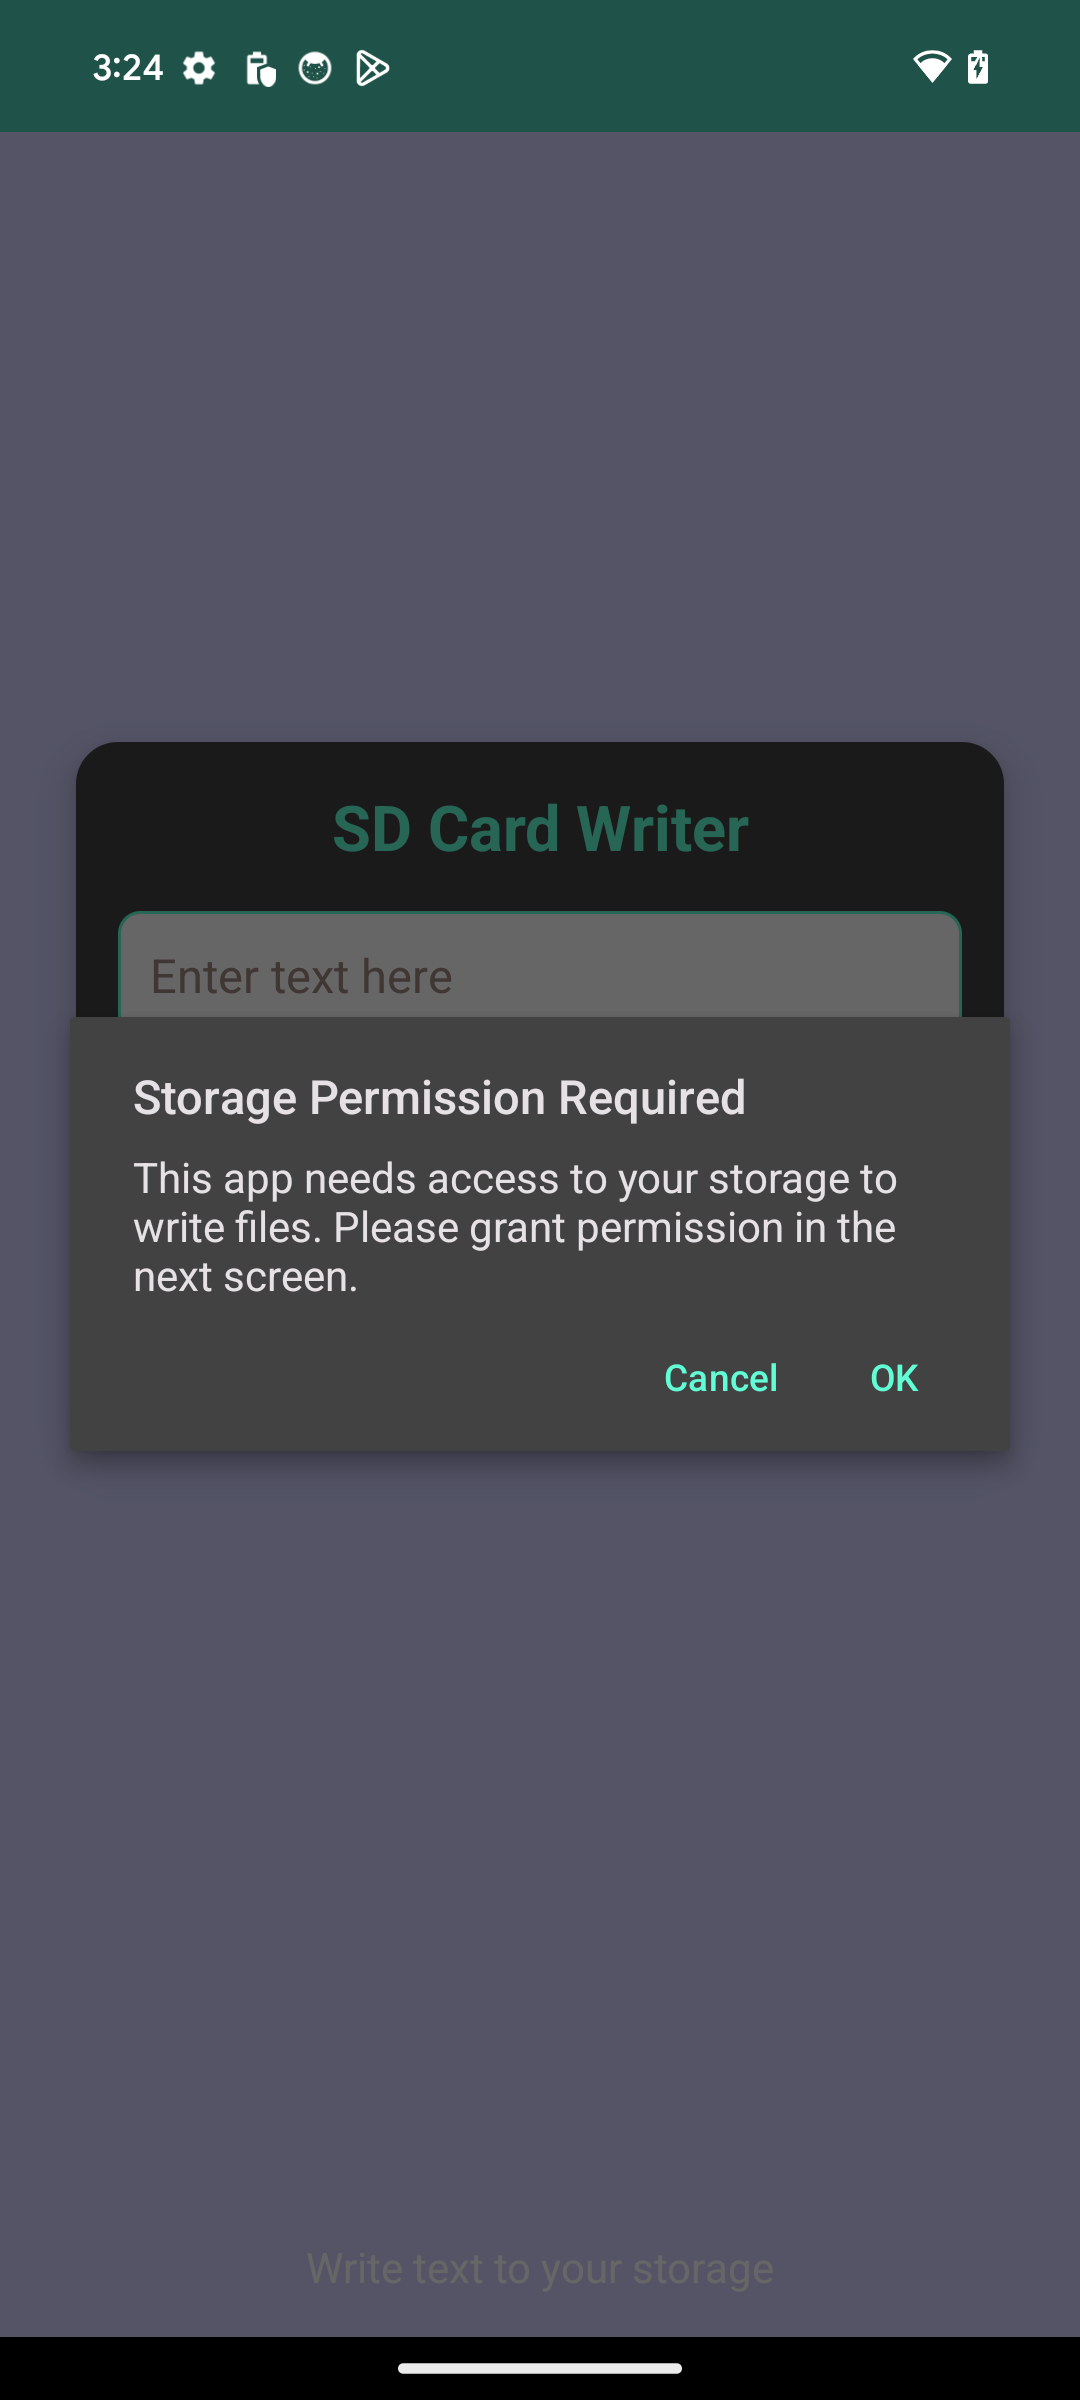 3:24
SD Card Writer
Enter text here
Storage Permission Required
This app needs access to your storage to
write files. Please grant permission in the
next screen.
Cancel OK
Write text to your storage